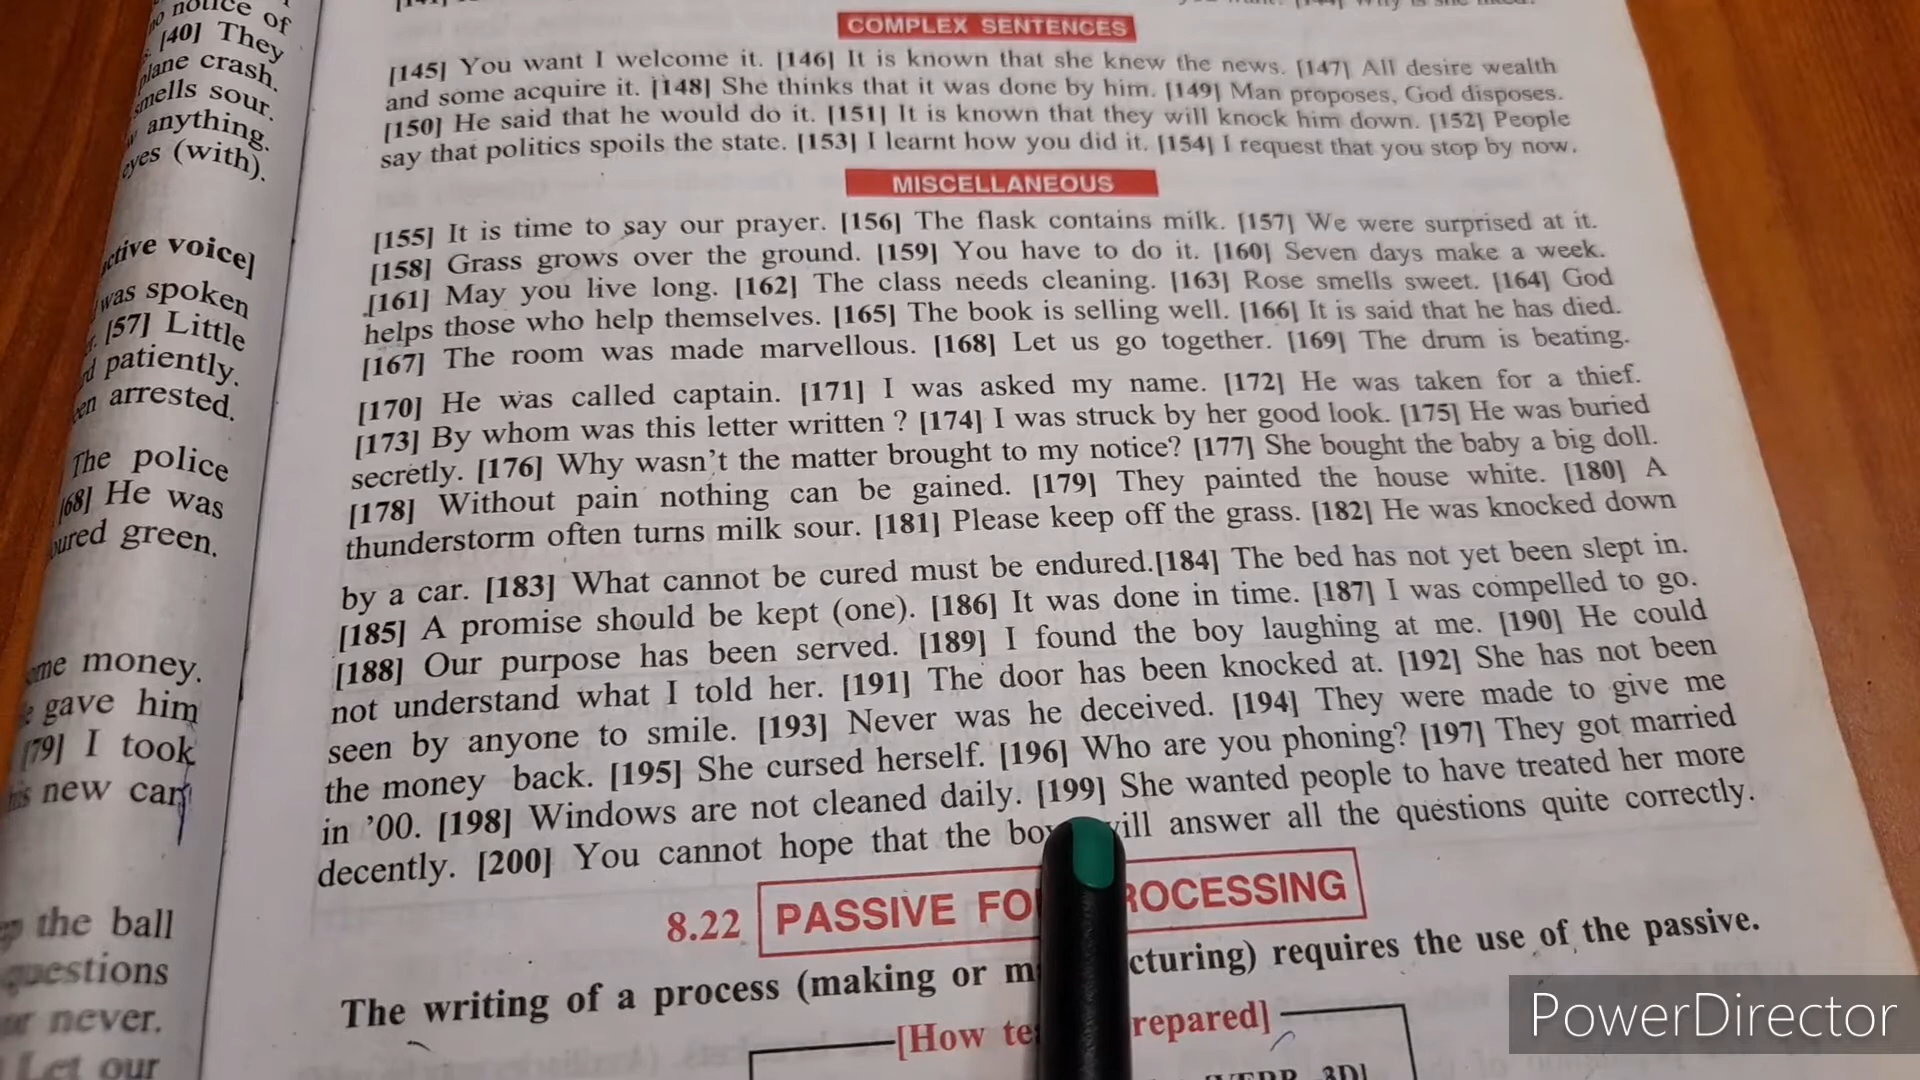 no notice of
[40] They
plane crash.
smells sour.
anything.
eyes (with).
active voice]
was spoken
[57] Little
patiently.
arrested.
The police
[68] He was
green.
money.
gave him
[79] I took
new car
the ball
questions
or never.
Let our
COMPLEX SENTENCES
[145] You want I welcome it. [146] It is known that she knew the news. [147] All desire wealth
and some acquire it. [148] She thinks that it was done by him. [149] Man proposes, God disposes.
[150] He said that he would do it. [151] It is known that they will knock him down. [152] People
say that politics spoils the state. [153] I learnt how you did it. [154] I request that you stop by now.
MISCELLANEOUS
[155] It is time to say our prayer. [156] The flask contains milk. [157] We were surprised at it.
[158] Grass grows over the ground. [159] You have to do it. [160] Seven days make a week.
[161] May you live long. [162] The class needs cleaning. [163] Rose smells sweet. [164] God
helps those who help themselves. [165] The book is selling well. [166] It is said that he has died.
[167] The room was made marvellous. [168] Let us go together. [169] The drum is beating.
[170] He was called captain. [171] I was asked my name. [172] He was taken for a thief.
[173] By whom was this letter written ? [174] I was struck by her good look. [175] He was buried
secretly. [176] Why wasn't the matter brought to my notice? [177] She bought the baby a big doll.
[178] Without pain nothing can be gained. [179] They painted the house white. [180] A
thunderstorm often turns milk sour. [181] Please keep off the grass. [182] He was knocked down
by a car. [183] What cannot be cured must be endured.[184] The bed has not yet been slept in.
[185] A promise should be kept (one). [186] It was done in time. [187] I was compelled to go.
[188] Our purpose has been served. [189] I found the boy laughing at me. [190] He could
not understand what I told her. [191] The door has been knocked at. [192] She has not been
seen by anyone to smile. [193] Never was he deceived. [194] They were made to give me
the money back. [195] She cursed herself. [196] Who are you phoning? [197] They got married
in '00. [198] Windows are not cleaned daily. [199] She wanted people to have treated her more
decently. [200] You cannot hope that the boy will answer all the questions quite correctly.
8.22 PASSIVE FO ROCESSING
The writing of a process (making or m cturing) requires the use of the passive.
[How te repared]
PowerDirector